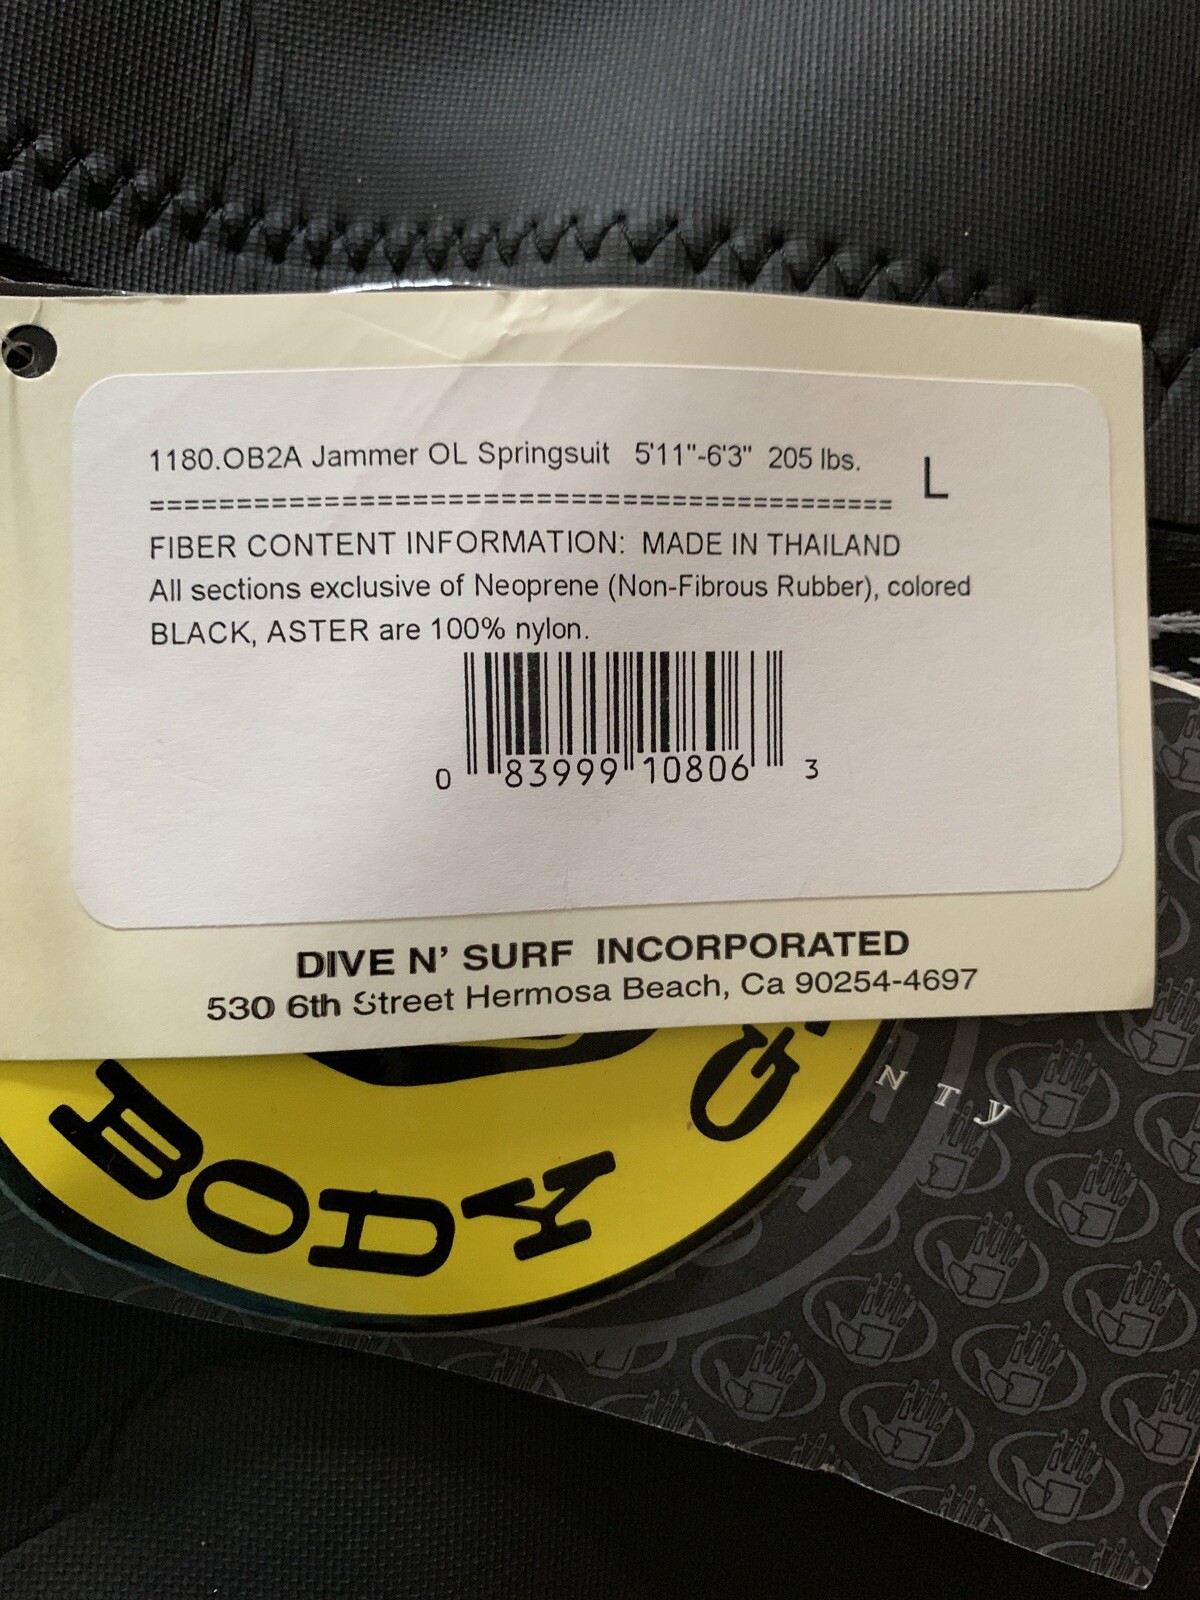 1180.OB2A Jammer OL Springsuit 5'11"-6'3" 205 lbs. L
===========================================
FIBER CONTENT INFORMATION: MADE IN THAILAND
All sections exclusive of Neoprene (Non-Fibrous Rubber), colored
BLACK, ASTER are 100% nylon.
0 83999 10806 3
DIVE N' SURF INCORPORATED
530 6th Street Hermosa Beach, Ca 90254-4697
BODY G
NTY